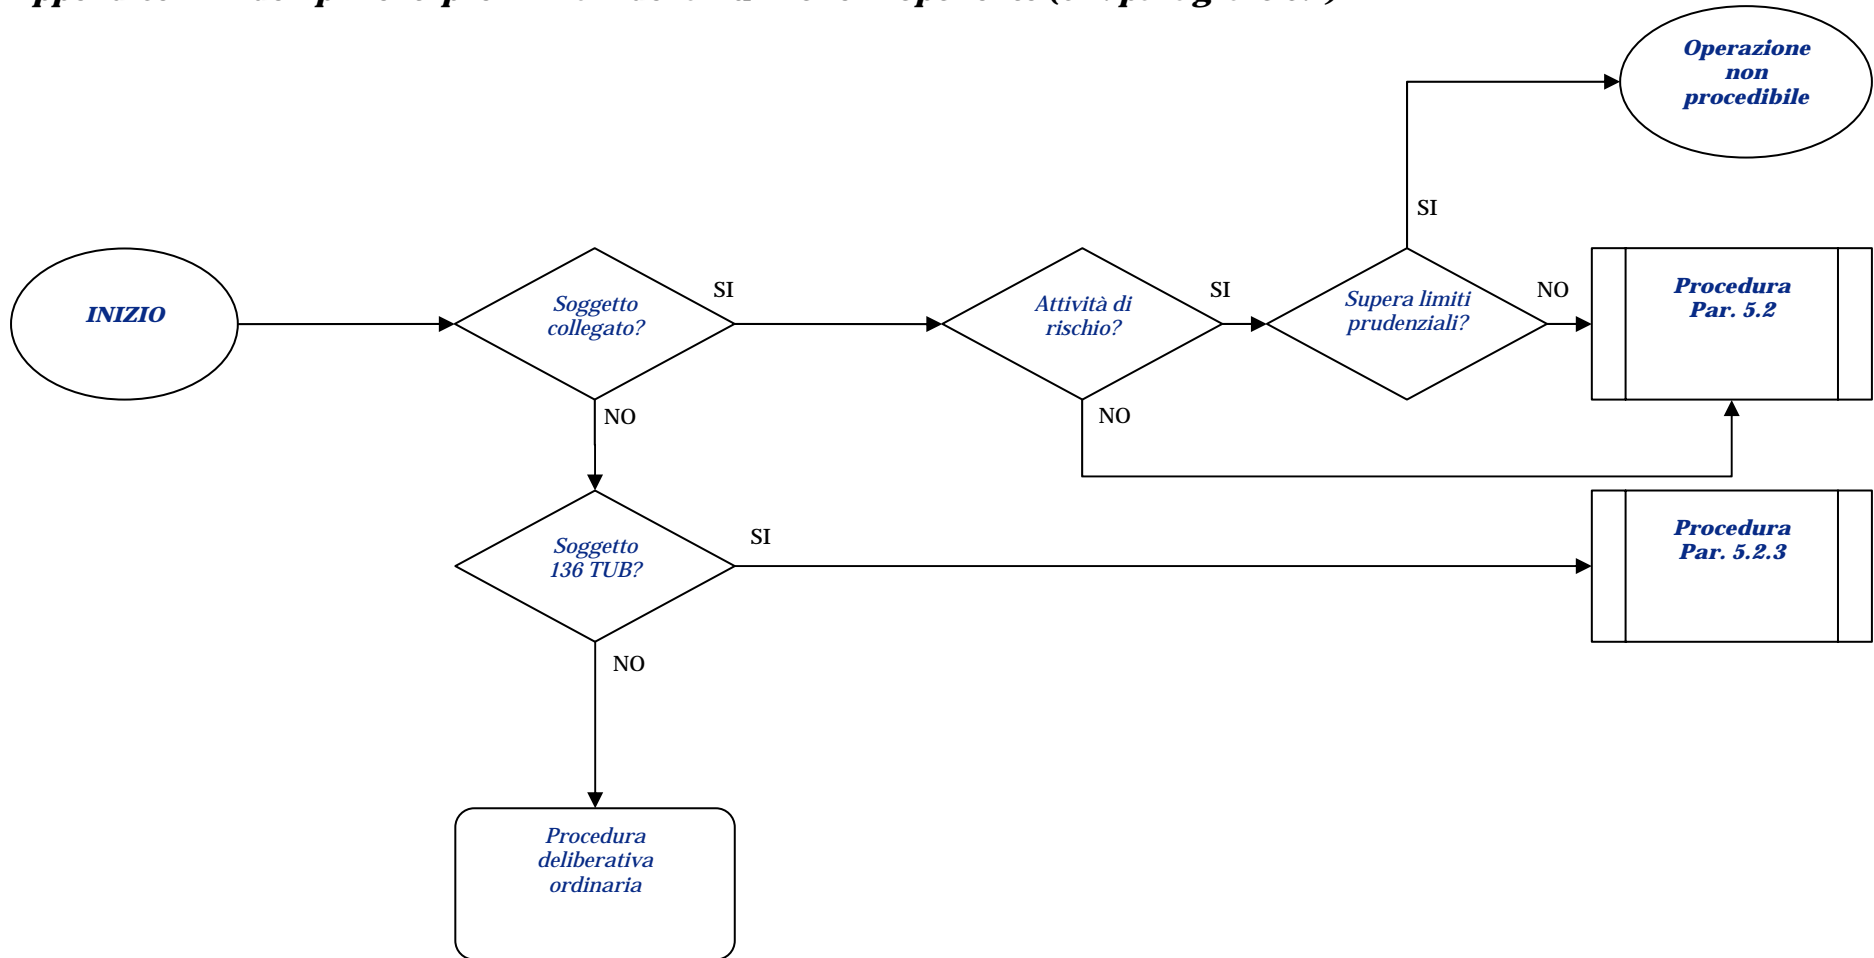 Operazione
non
procedibile
SI
INIZIO
Soggetto
collegato?
SI
Attività di
rischio?
SI
Supera limiti
prudenziali?
NO
Procedura
Par. 5.2
NO
NO
Soggetto
136 TUB?
SI
Procedura
Par. 5.2.3
NO
Procedura
deliberativa
ordinaria